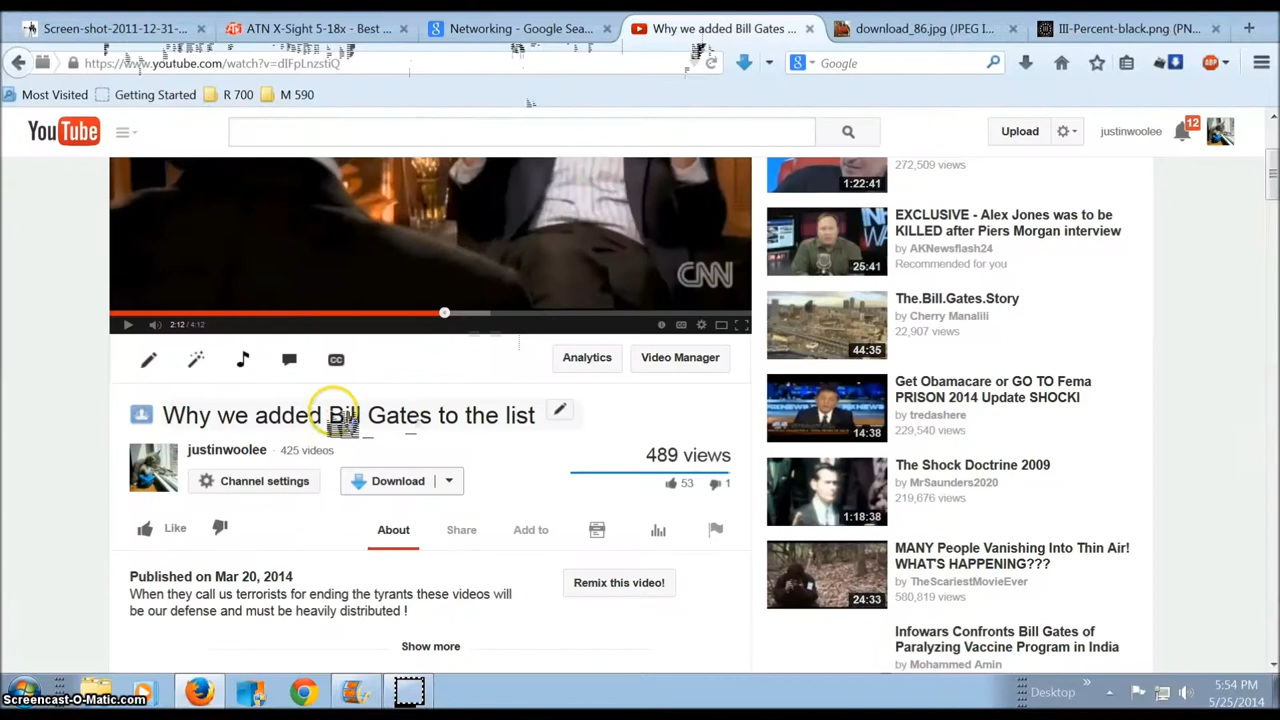 Screen-shot-2011-12-31-...
ATN X-Sight 5-18x - Best ...
Networking - Google Sea...
Why we added Bill Gates ...
download_86.jpg (JPEG I...
III-Percent-black.png (PN...
https://www.youtube.com/watch?v=dIFpLnzstiQ
Google
ABP
Most Visited
Getting Started
R 700
M 590
YouTube
Upload
justinwoolee
12
CNN
2:12 / 4:12
CC
Analytics
Video Manager
Why we added Bill Gates to the list
justinwoolee · 425 videos
Channel settings
Download
489 views
53
1
Like
About
Share
Add to
Published on Mar 20, 2014
When they call us terrorists for ending the tyrants these videos will
be our defense and must be heavily distributed !
Remix this video!
Show more
272,509 views
1:22:41
EXCLUSIVE - Alex Jones was to be
KILLED after Piers Morgan interview
by AKNewsflash24
Recommended for you
25:41
The.Bill.Gates.Story
by Cherry Manalili
22,907 views
44:35
Get Obamacare or GO TO Fema
PRISON 2014 Update SHOCKI
by tredashere
229,540 views
14:38
The Shock Doctrine 2009
by MrSaunders2020
219,676 views
1:18:38
MANY People Vanishing Into Thin Air!
WHAT'S HAPPENING???
by TheScariestMovieEver
580,819 views
24:33
Infowars Confronts Bill Gates of
Paralyzing Vaccine Program in India
by Mohammed Amin
Screencast-O-Matic.com
Desktop
5:54 PM
5/25/2014